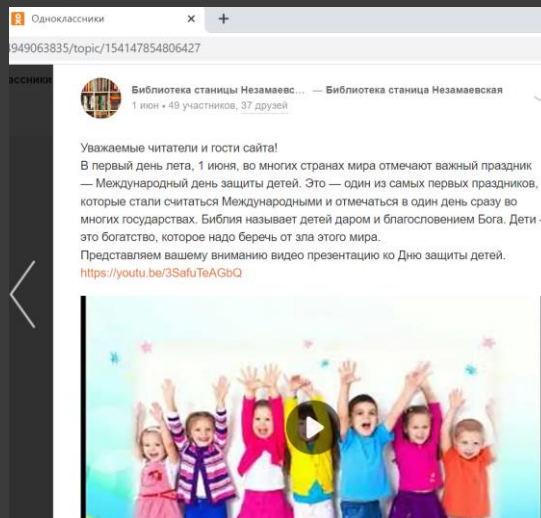 Одноклассники
4949063835/topic/154147854806427
ассники
Библиотека станицы Незамаевс... — Библиотека станица Незамаевская
1 июн • 49 участников, 37 друзей
Уважаемые читатели и гости сайта!
В первый день лета, 1 июня, во многих странах мира отмечают важный праздник
— Международный день защиты детей. Это — один из самых первых праздников,
которые стали считаться Международными и отмечаться в один день сразу во
многих государствах. Библия называет детей даром и благословением Бога. Дети -
это богатство, которое надо беречь от зла этого мира.
Представляем вашему вниманию видео презентацию ко Дню защиты детей.
https://youtu.be/3SafuTeAGbQ